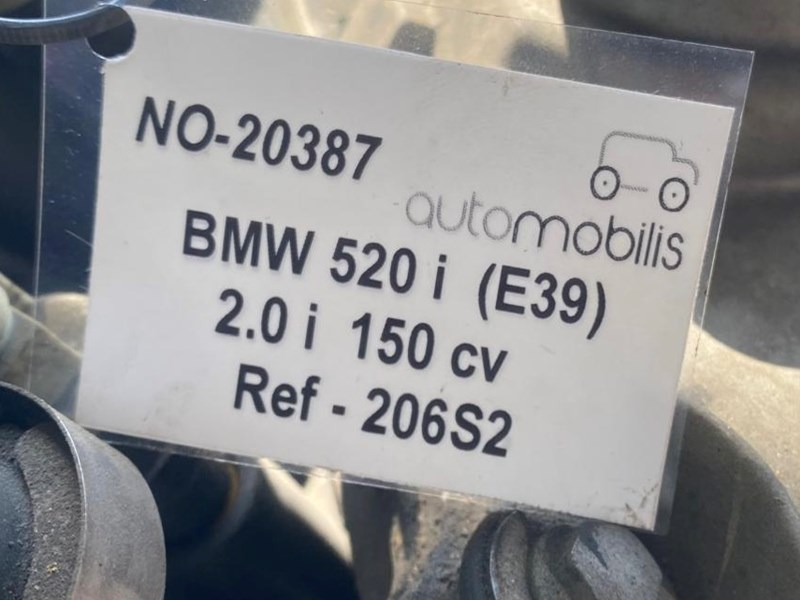 NO-20387
automobilis
BMW 520 i (E39)
2.0 i 150 cv
Ref - 206S2